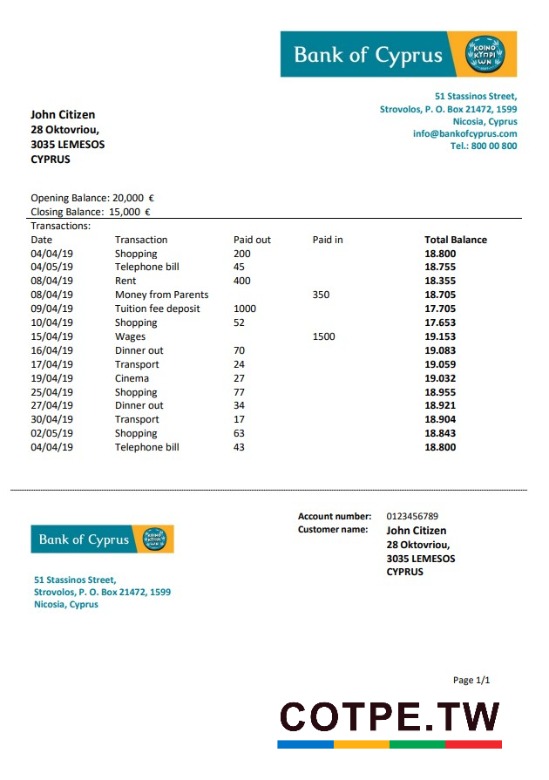 Bank of Cyprus
ΚΟΙΝΟ
ΚΥΠΡΙ
ΩΝ
51 Stassinos Street,
Strovolos, P. O. Box 21472, 1599
Nicosia, Cyprus
info@bankofcyprus.com
Tel.: 800 00 800
John Citizen
28 Oktovriou,
3035 LEMESOS
CYPRUS
Opening Balance: 20,000 €
Closing Balance: 15,000 €
Transactions:
Date Transaction Paid out Paid in Total Balance
04/04/19 Shopping 200 18.800
04/05/19 Telephone bill 45 18.755
08/04/19 Rent 400 18.355
08/04/19 Money from Parents 350 18.705
09/04/19 Tuition fee deposit 1000 17.705
10/04/19 Shopping 52 17.653
15/04/19 Wages 1500 19.153
16/04/19 Dinner out 70 19.083
17/04/19 Transport 24 19.059
19/04/19 Cinema 27 19.032
25/04/19 Shopping 77 18.955
27/04/19 Dinner out 34 18.921
30/04/19 Transport 17 18.904
02/05/19 Shopping 63 18.843
04/04/19 Telephone bill 43 18.800
Account number: 0123456789
Customer name: John Citizen
28 Oktovriou,
3035 LEMESOS
CYPRUS
Bank of Cyprus
51 Stassinos Street,
Strovolos, P. O. Box 21472, 1599
Nicosia, Cyprus
Page 1/1
COTPE.TW